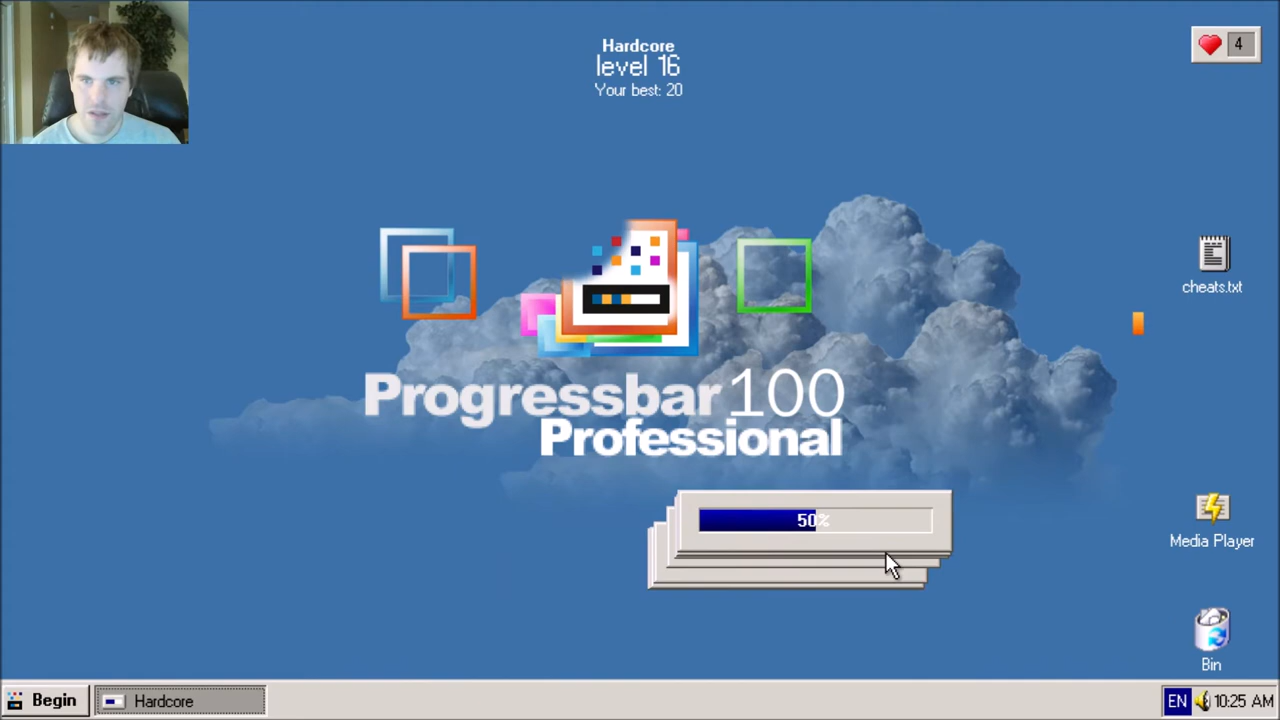 Hardcore
level 16
Your best: 20
4
cheats.txt
Progressbar 100
Professional
50%
Media Player
Bin
Begin
Hardcore
EN
10:25 AM